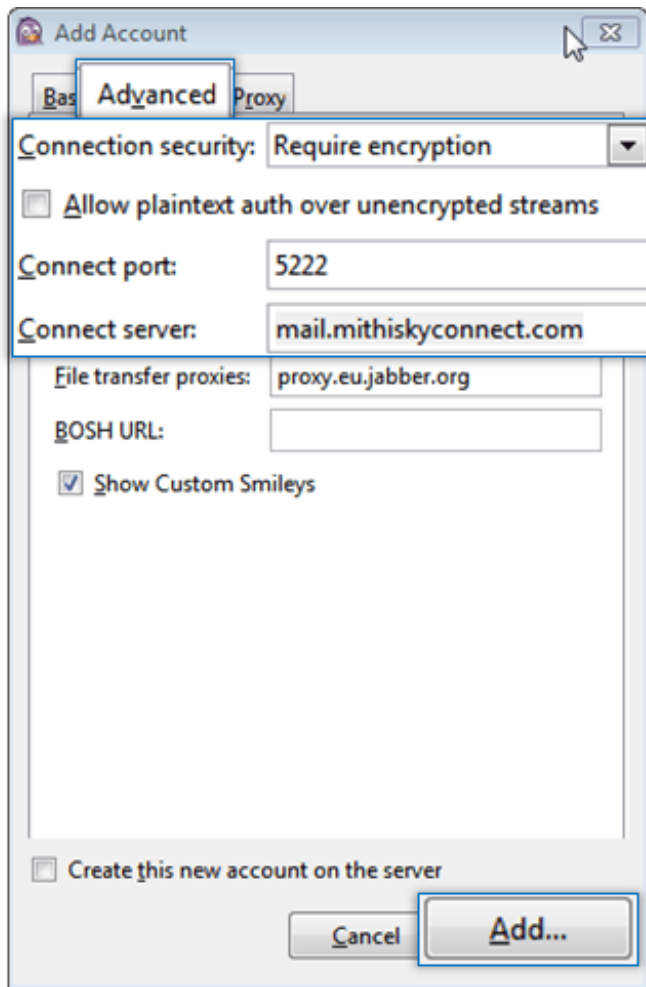 Add Account
Bas Advanced Proxy
Connection security: Require encryption
Allow plaintext auth over unencrypted streams
Connect port: 5222
Connect server: mail.mithiskyconnect.com
File transfer proxies: proxy.eu.jabber.org
BOSH URL:
Show Custom Smileys
Create this new account on the server
Cancel Add...